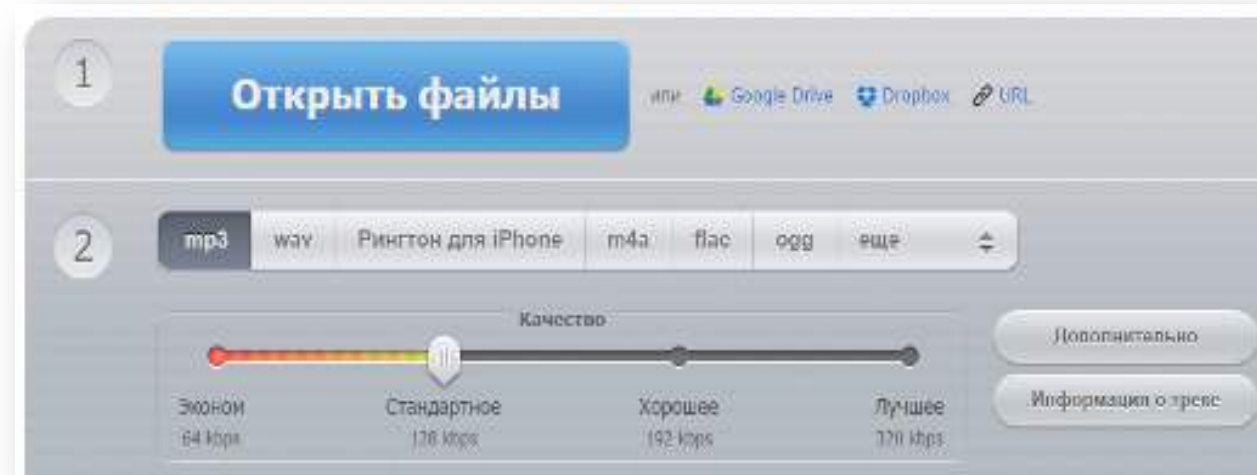 1
Открыть файлы или Google Drive Dropbox URL
2
mp3 wav Рингтон для iPhone m4a flac ogg еще
Качество
Эконом Стандартное Хорошее Лучшее
64 kbps 128 kbps 192 kbps 320 kbps
Дополнительно
Информация о треке